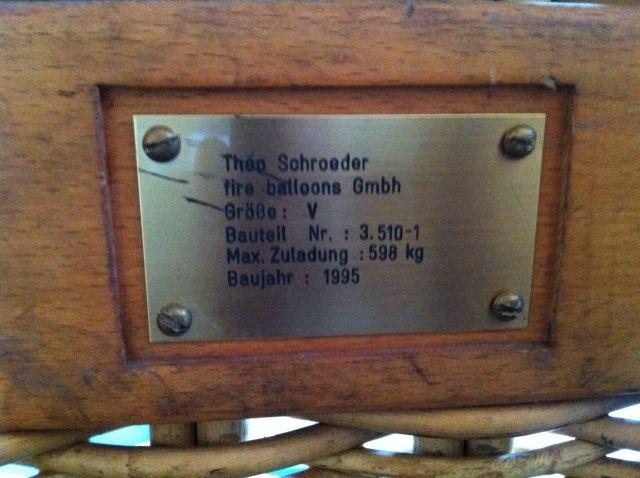 Theo Schroeder
fire balloons Gmbh
Größe : V
Bauteil Nr. : 3.510-1
Max. Zuladung : 598 kg
Baujahr : 1995